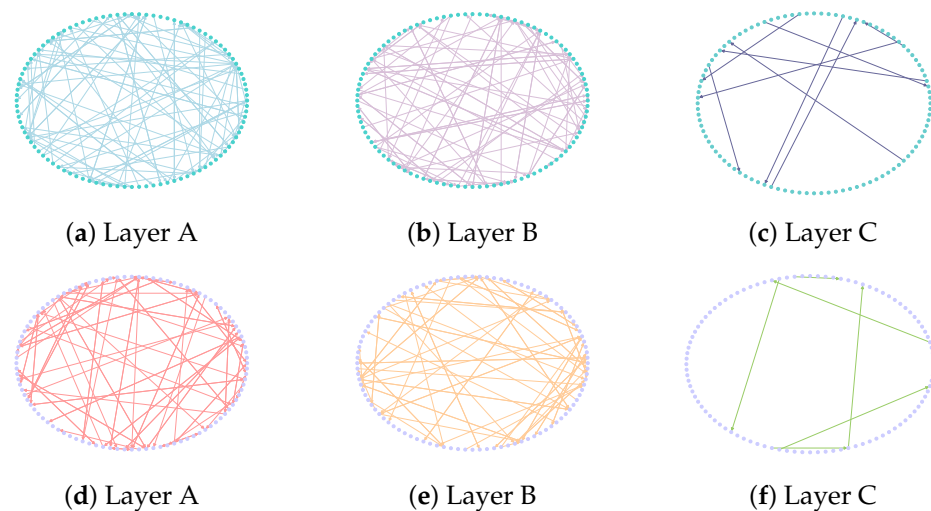 (a) Layer A
(b) Layer B
(c) Layer C
(d) Layer A
(e) Layer B
(f) Layer C